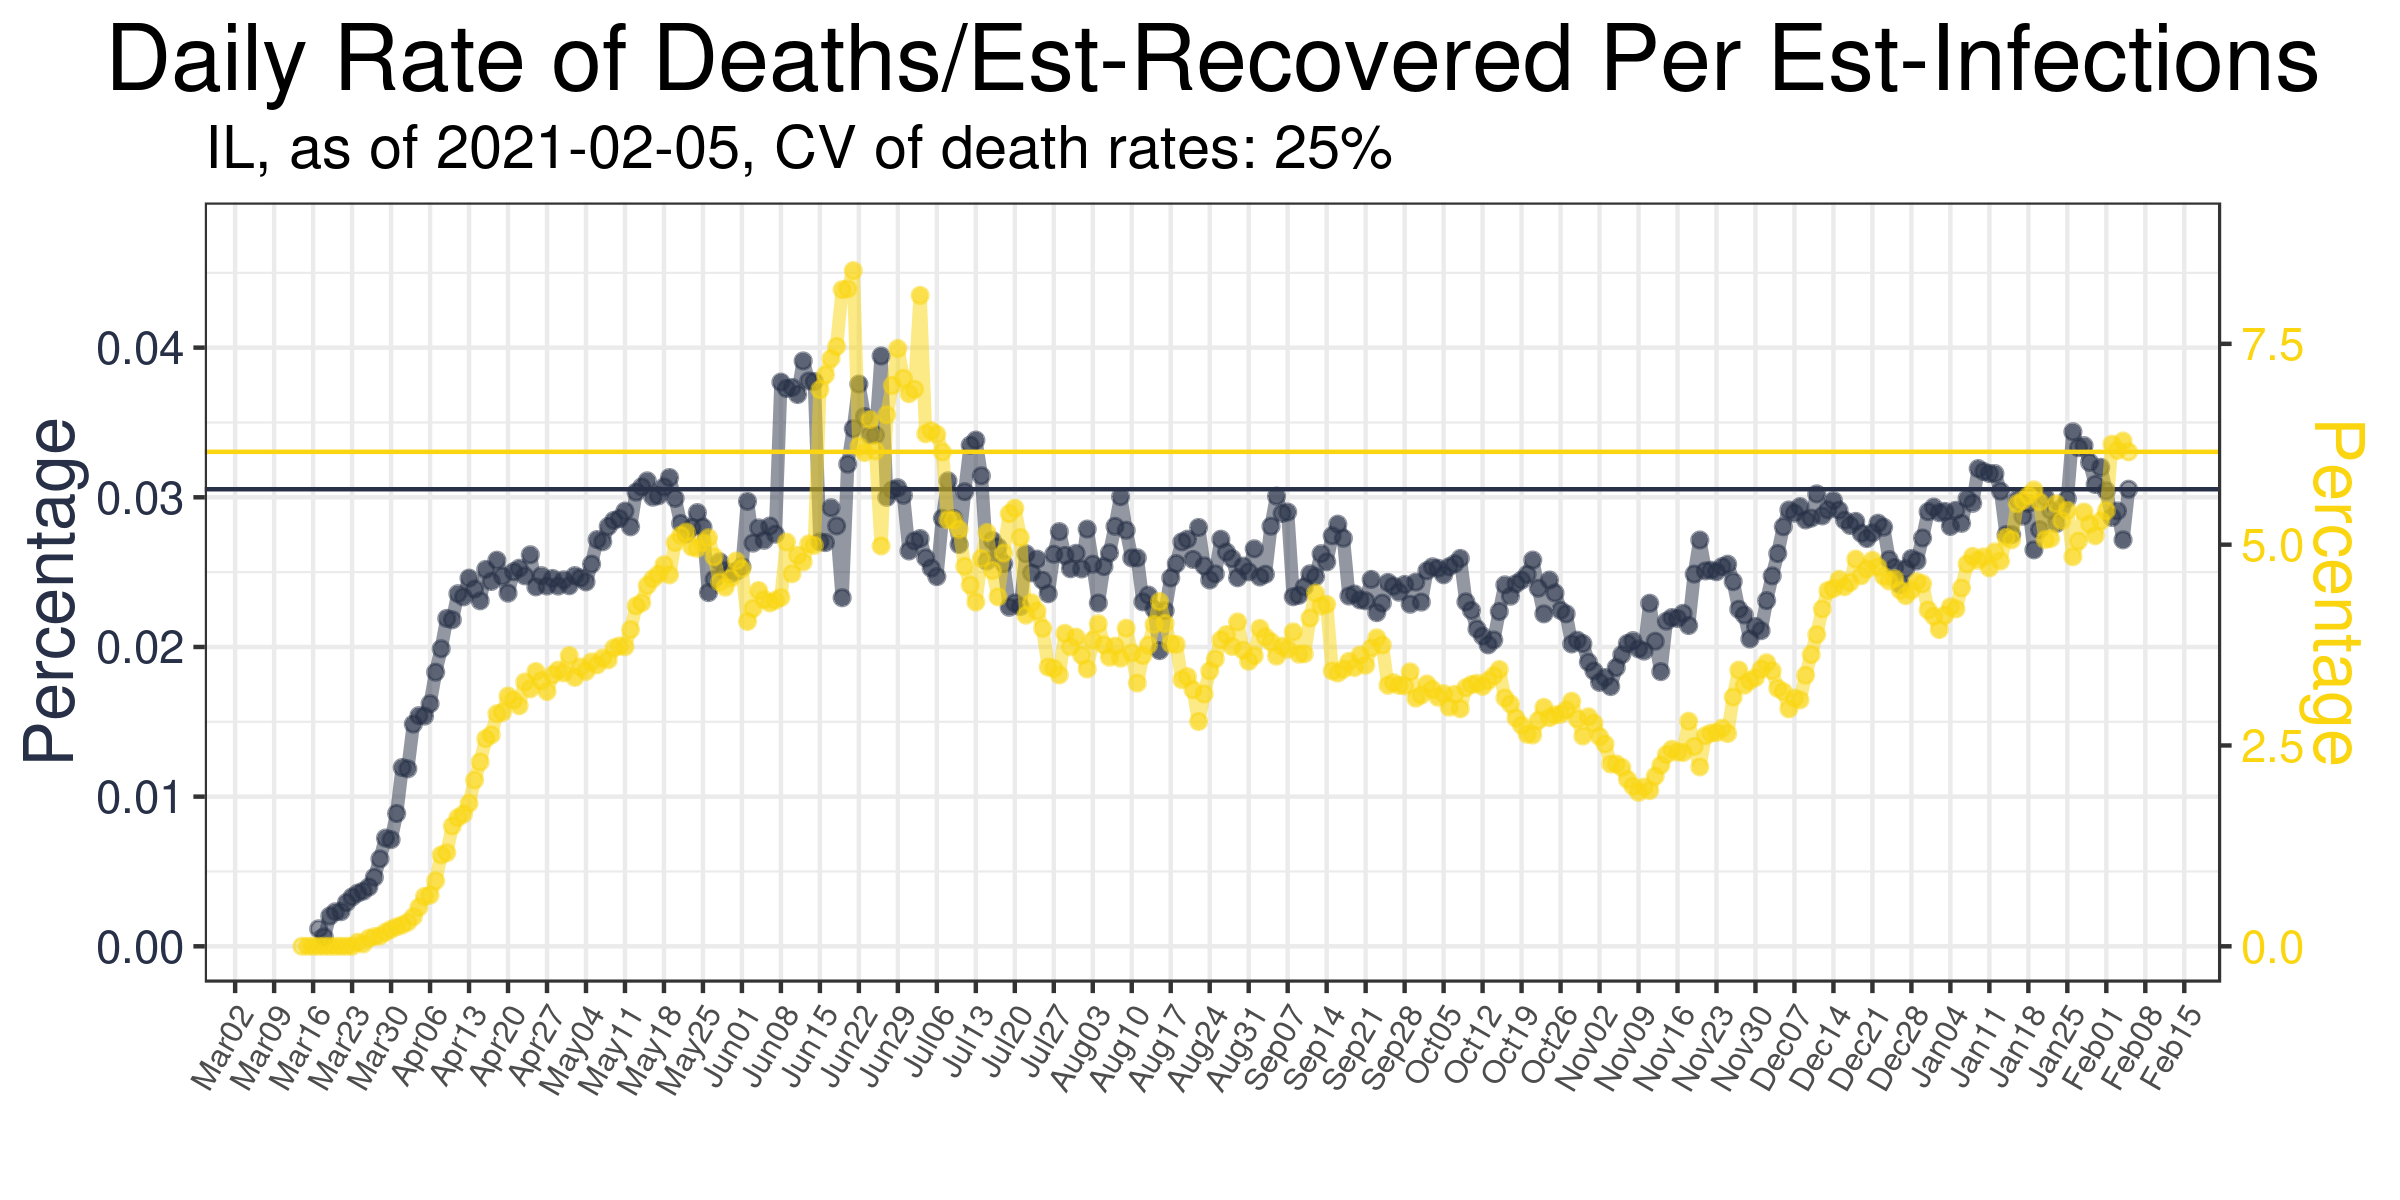 Daily Rate of Deaths/Est-Recovered Per Est-Infections
IL, as of 2021-02-05, CV of death rates: 25%
Percentage
0.04
0.03
0.02
0.01
0.00
7.5
5.0
2.5
0.0
Percentage
Mar02 Mar09 Mar16 Mar23 Mar30 Apr06 Apr13 Apr20 Apr27 May04 May11 May18 May25 Jun01 Jun08 Jun15 Jun22 Jun29 Jul06 Jul13 Jul20 Jul27 Aug03 Aug10 Aug17 Aug24 Aug31 Sep07 Sep14 Sep21 Sep28 Oct05 Oct12 Oct19 Oct26 Nov02 Nov09 Nov16 Nov23 Nov30 Dec07 Dec14 Dec21 Dec28 Jan04 Jan11 Jan18 Jan25 Feb01 Feb08 Feb15